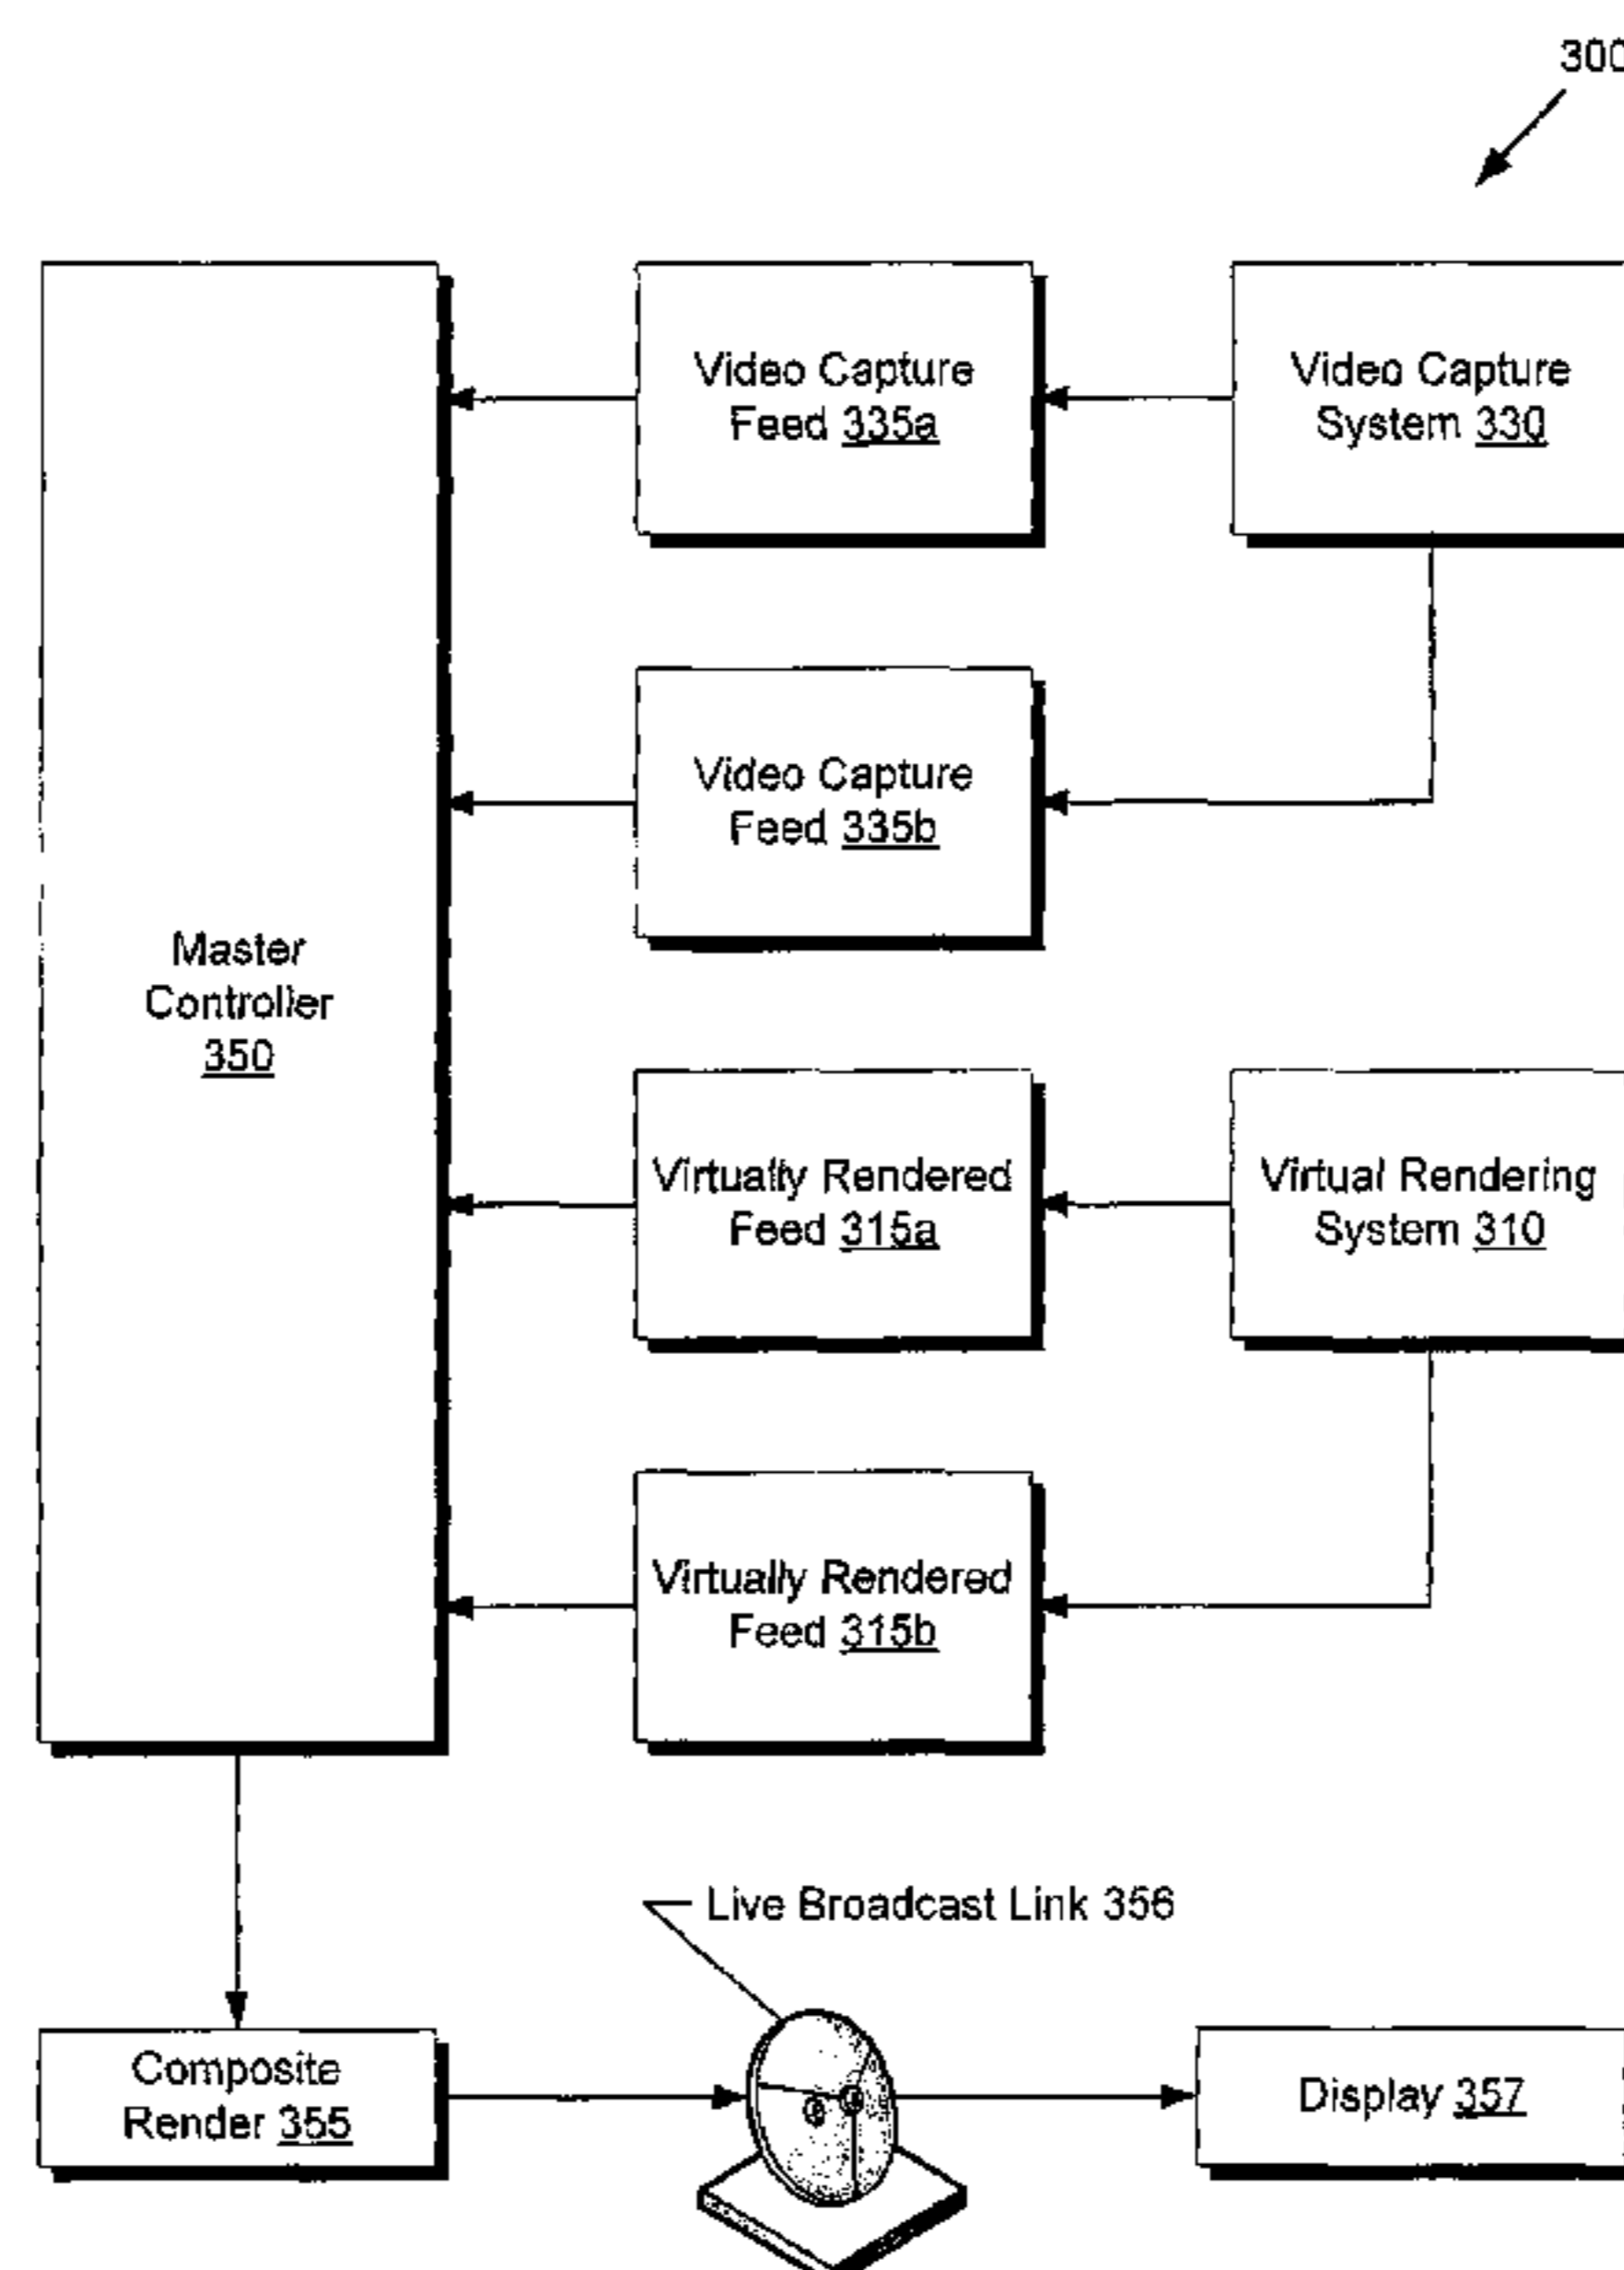 300
Video Capture
Feed 335a
Video Capture
System 330
Video Capture
Feed 335b
Master
Controller
350
Virtually Rendered
Feed 315a
Virtual Rendering
System 310
Virtually Rendered
Feed 315b
Live Broadcast Link 356
Composite
Render 355
Display 357